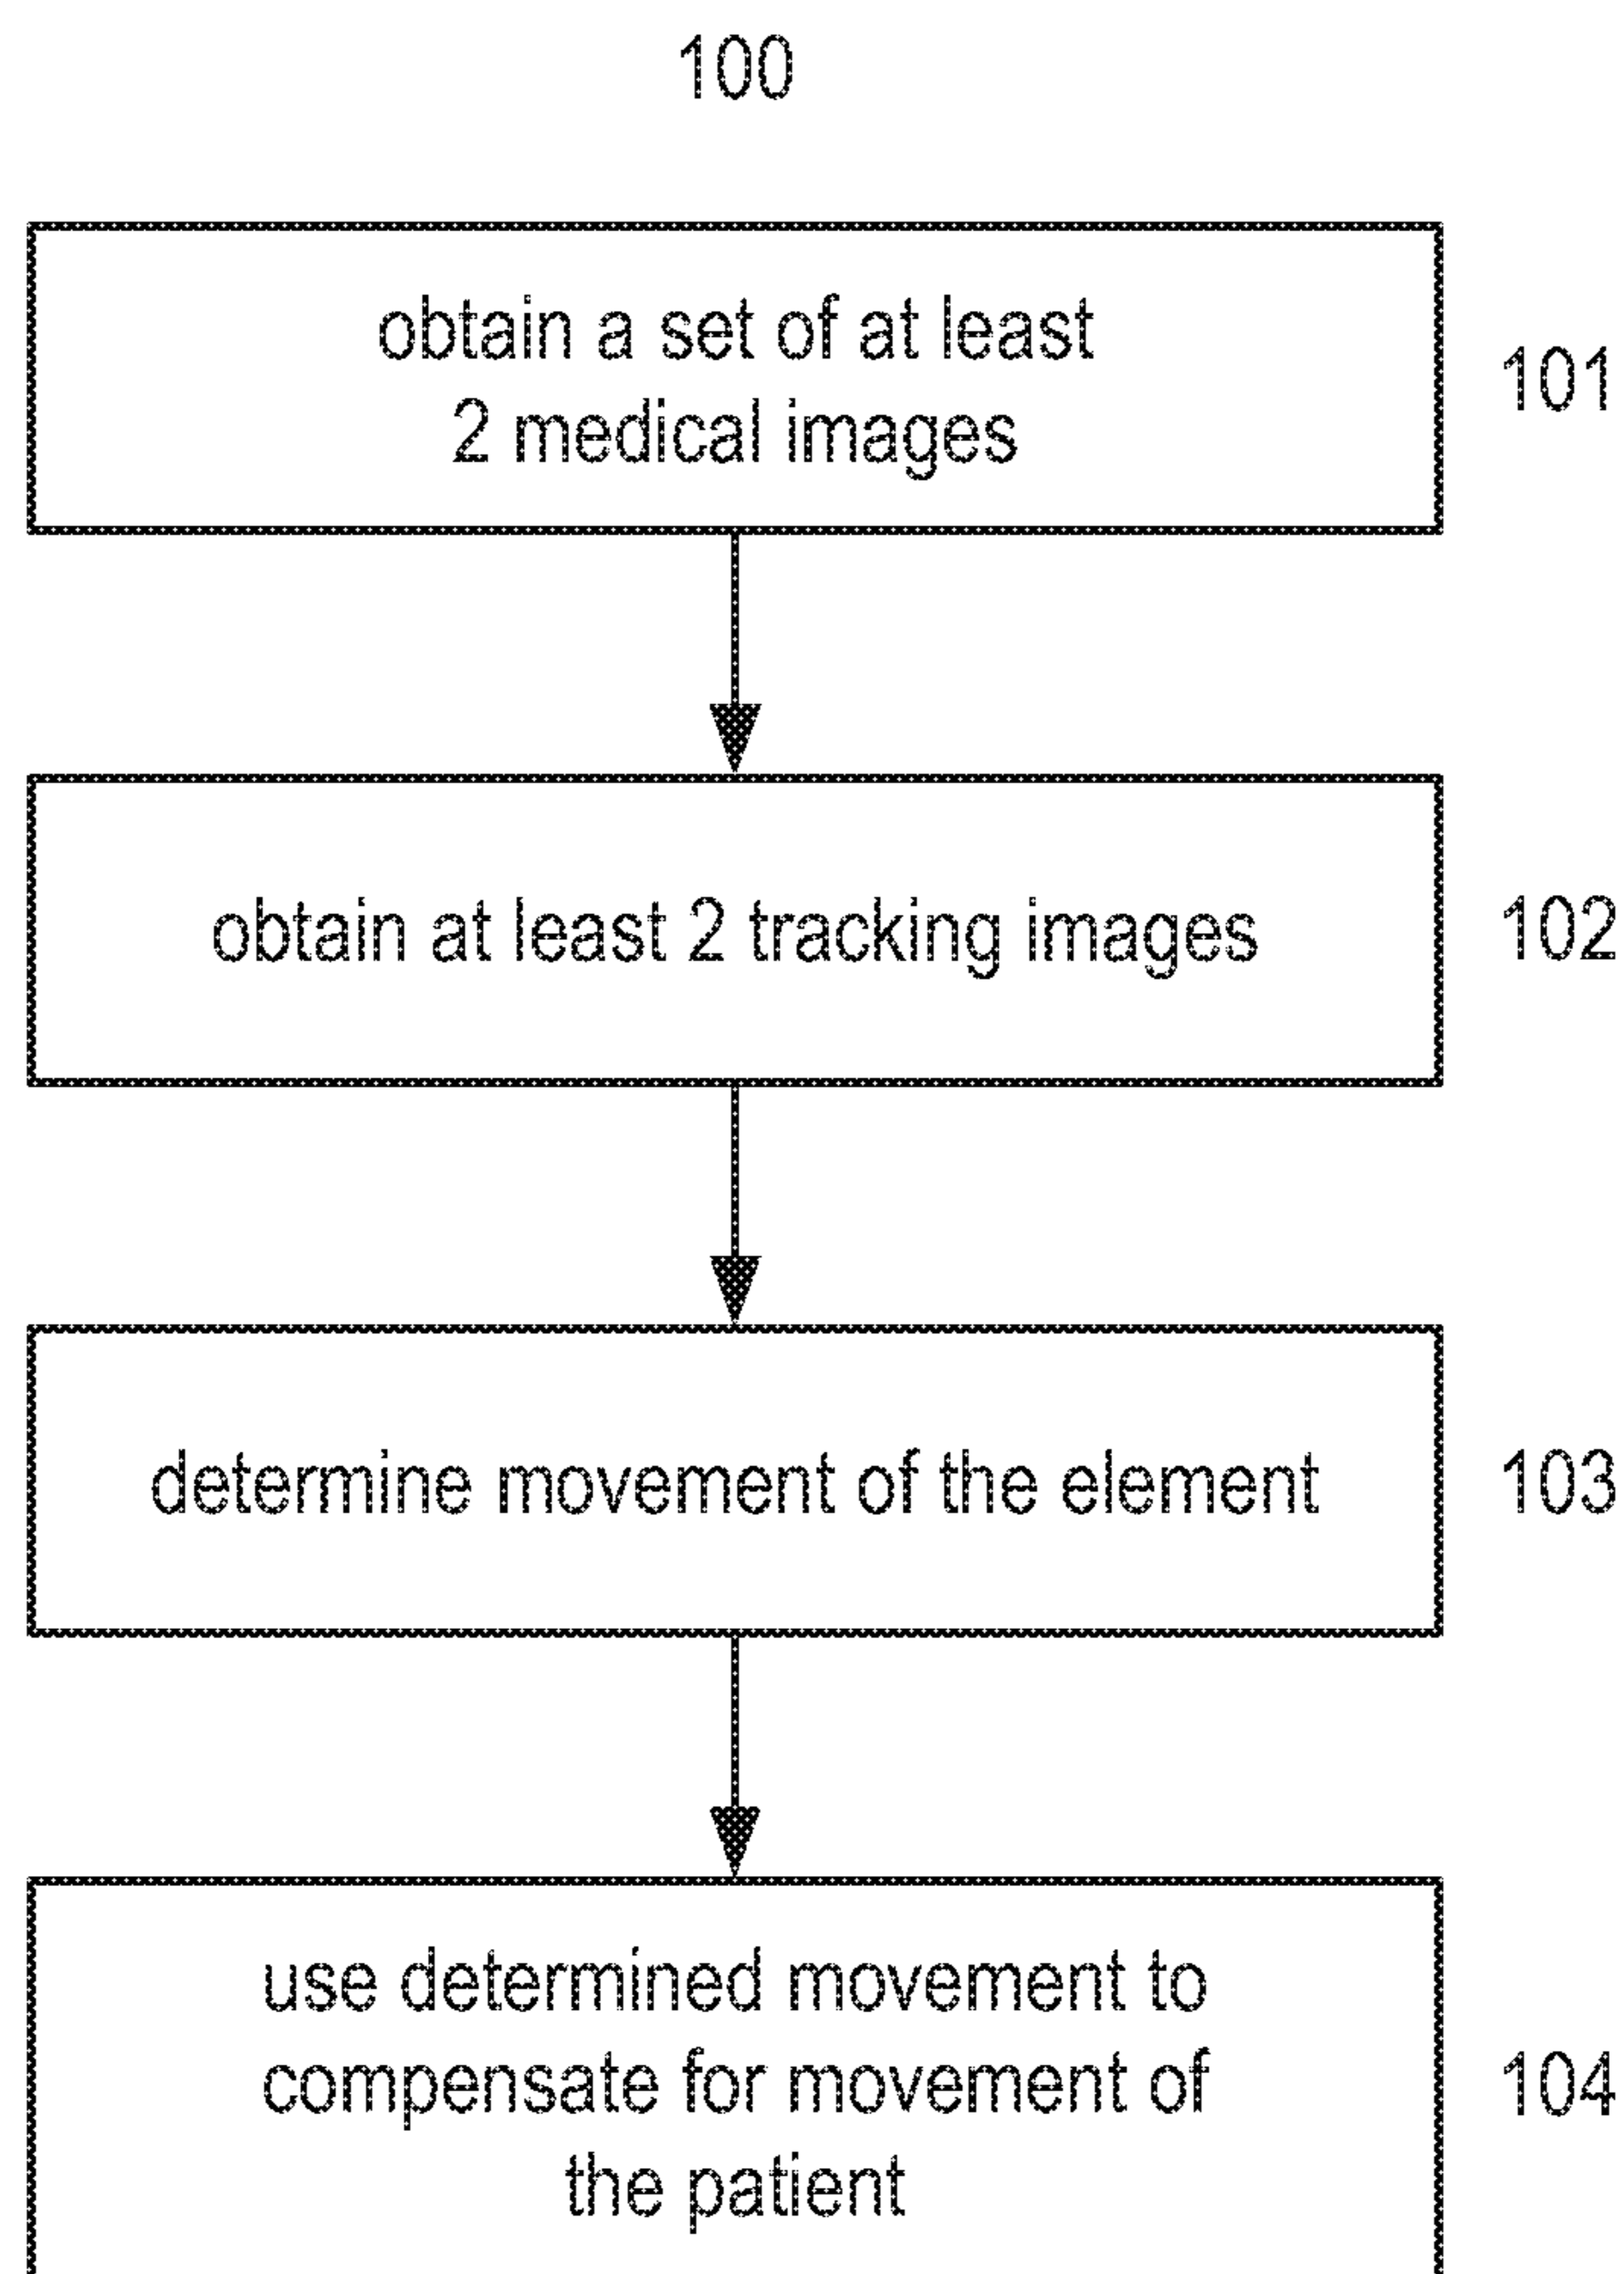 100
obtain a set of at least
2 medical images
101
obtain at least 2 tracking images
102
determine movement of the element
103
use determined movement to
compensate for movement of
the patient
104